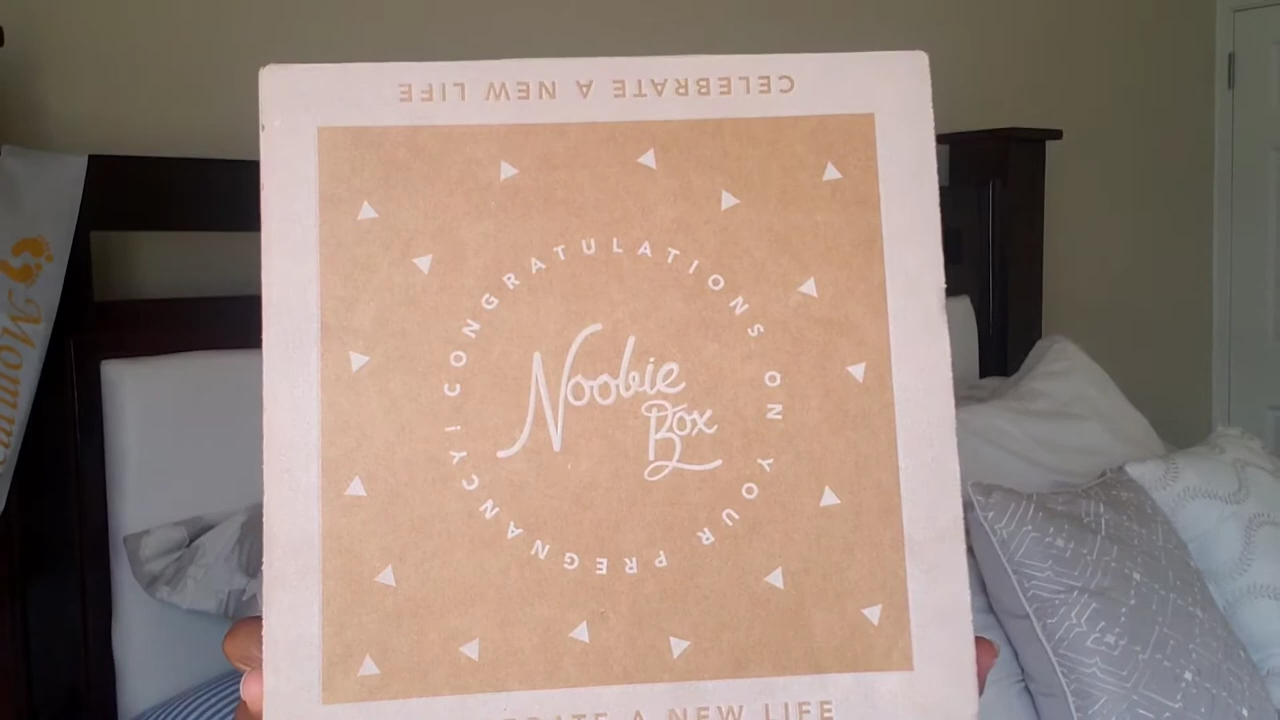 CELEBRATE A NEW LIFE
CONGRATULATIONS ON YOUR PREGNANCY!
Noobie
Box
A NEW LIFE